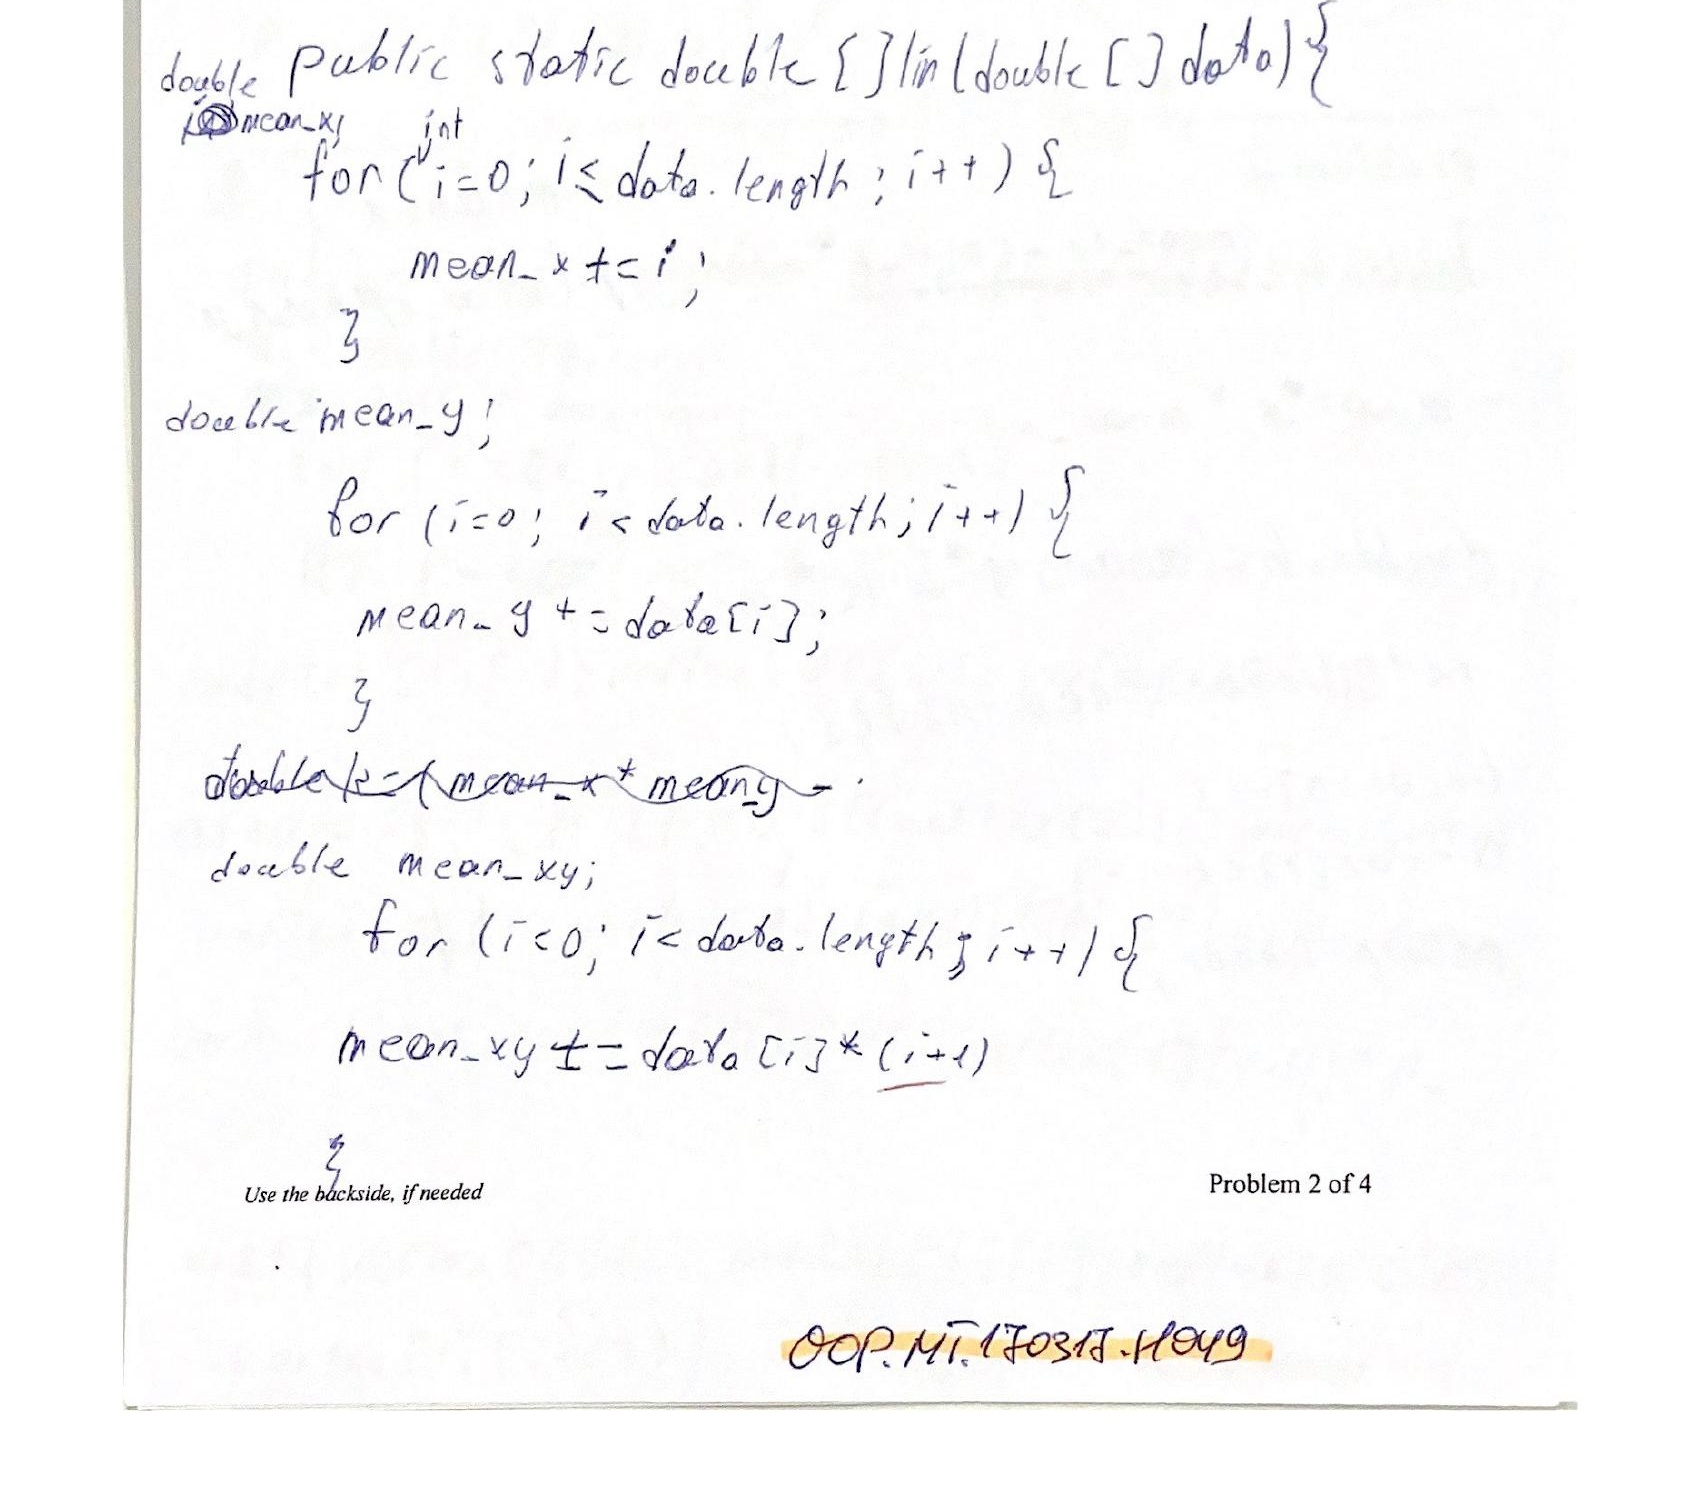 public static double [] lin(double [] data){
double mean_x;
for (int i=0; i≤data.length; i++) {
mean_x += i;
}
double mean_y;
for (i=0; i<data.length; i++) {
mean_y += data[i];
}
double k=(mean_x * mean_y -
double mean_xy;
for (i<0; i<data.length; i++) {
mean_xy += data[i]*(i+1)
}
Use the backside, if needed
Problem 2 of 4
OOP.MT.170317.H049